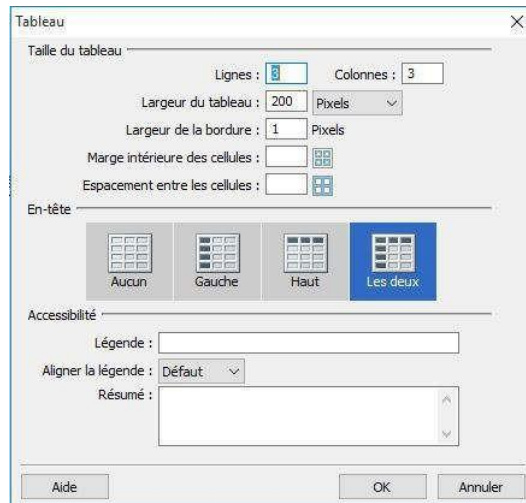 Tableau
Taille du tableau
Lignes : 3 Colonnes : 3
Largeur du tableau : 200 Pixels
Largeur de la bordure : 1 Pixels
Marge intérieure des cellules :
Espacement entre les cellules :
En-tête
Aucun Gauche Haut Les deux
Accessibilité
Légende :
Aligner la légende : Défaut
Résumé :
Aide OK Annuler